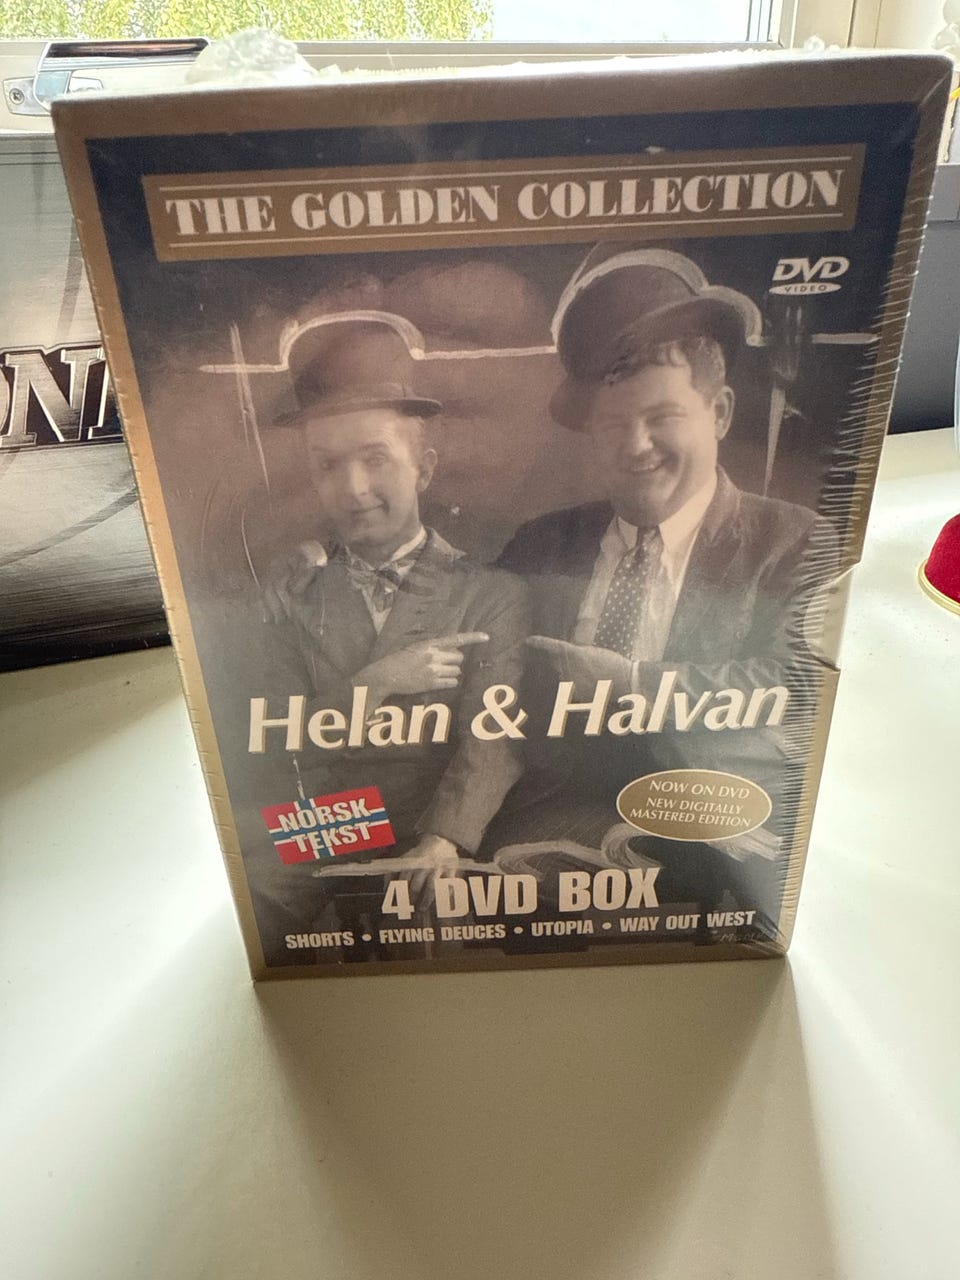 THE GOLDEN COLLECTION
DVD
VIDEO
Helan & Halvan
NORSK
TEKST
NOW ON DVD
NEW DIGITALLY
MASTERED EDITION
4 DVD BOX
SHORTS • FLYING DEUCES • UTOPIA • WAY OUT WEST